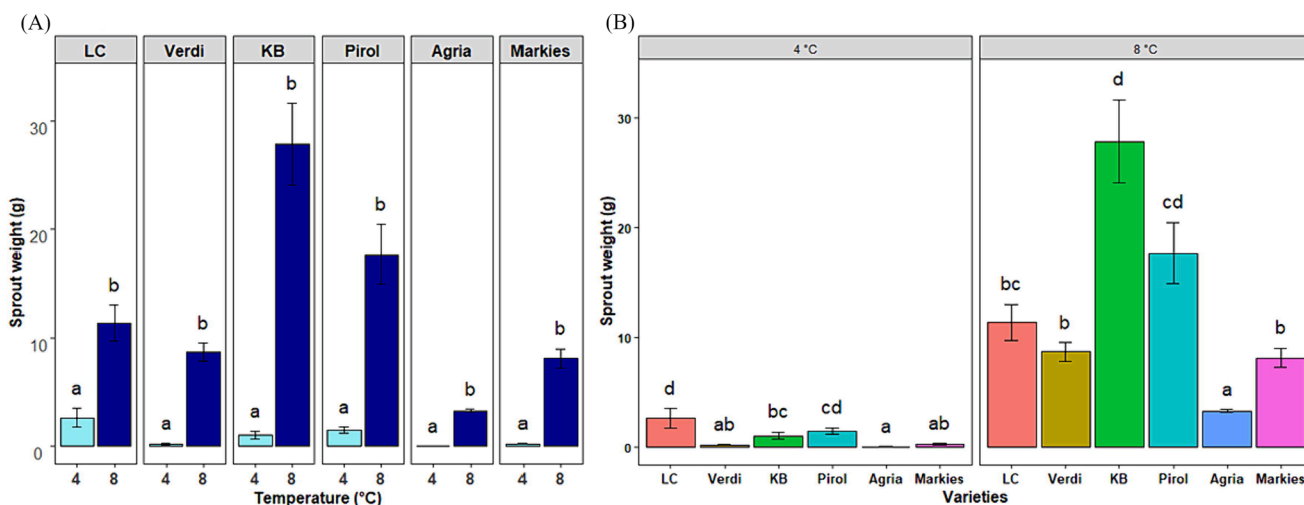 (A)
LC Verdi KB Pirol Agria Markies
Sprout weight (g)
30
20
10
0
a b a b a b a b a b a b
4 8 4 8 4 8 4 8 4 8 4 8
Temperature (°C)
(B)
4 °C 8 °C
Sprout weight (g)
30
20
10
0
d ab bc cd a ab bc b d cd a b
LC Verdi KB Pirol Agria Markies LC Verdi KB Pirol Agria Markies
Varieties